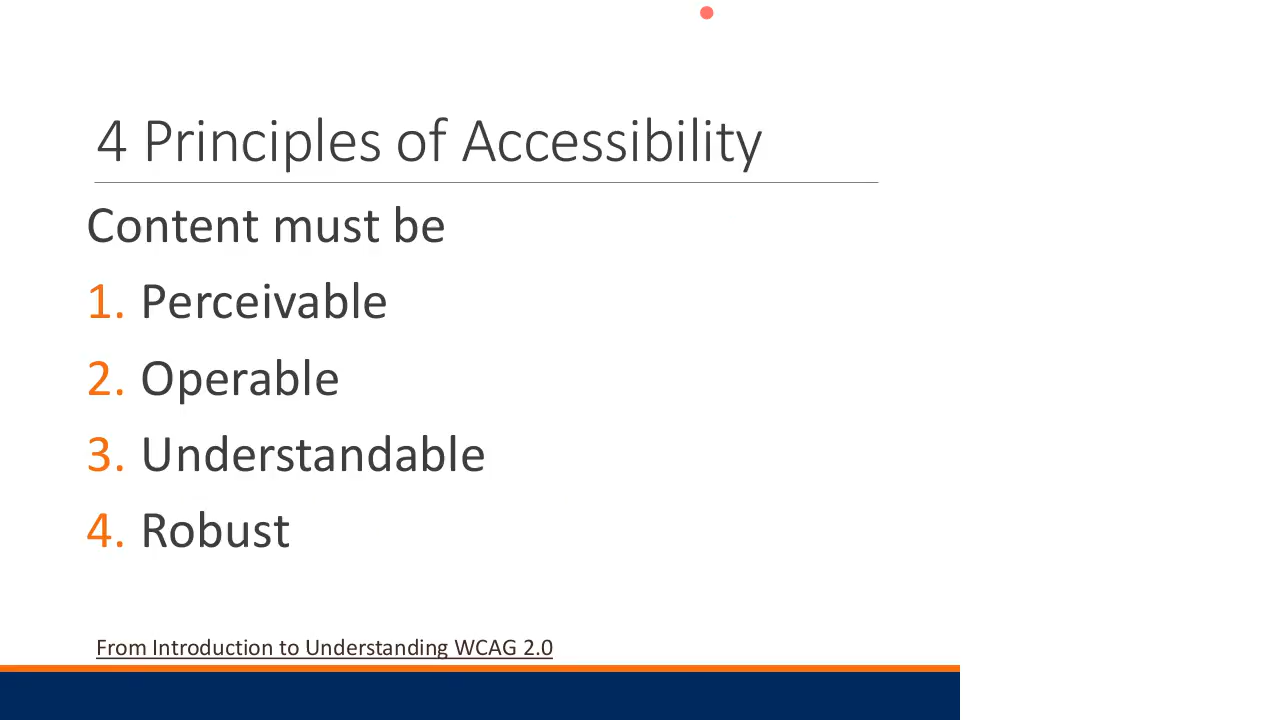 4 Principles of Accessibility
Content must be
1. Perceivable
2. Operable
3. Understandable
4. Robust
From Introduction to Understanding WCAG 2.0